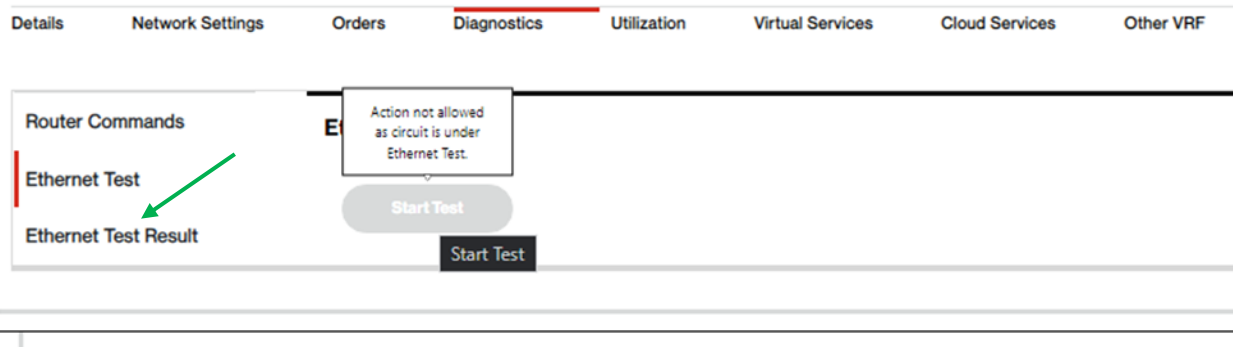 Details Network Settings Orders Diagnostics Utilization Virtual Services Cloud Services Other VRF
Router Commands
Action not allowed
as circuit is under
Ethernet Test.
Ethernet Test
Start Test
Ethernet Test Result
Start Test